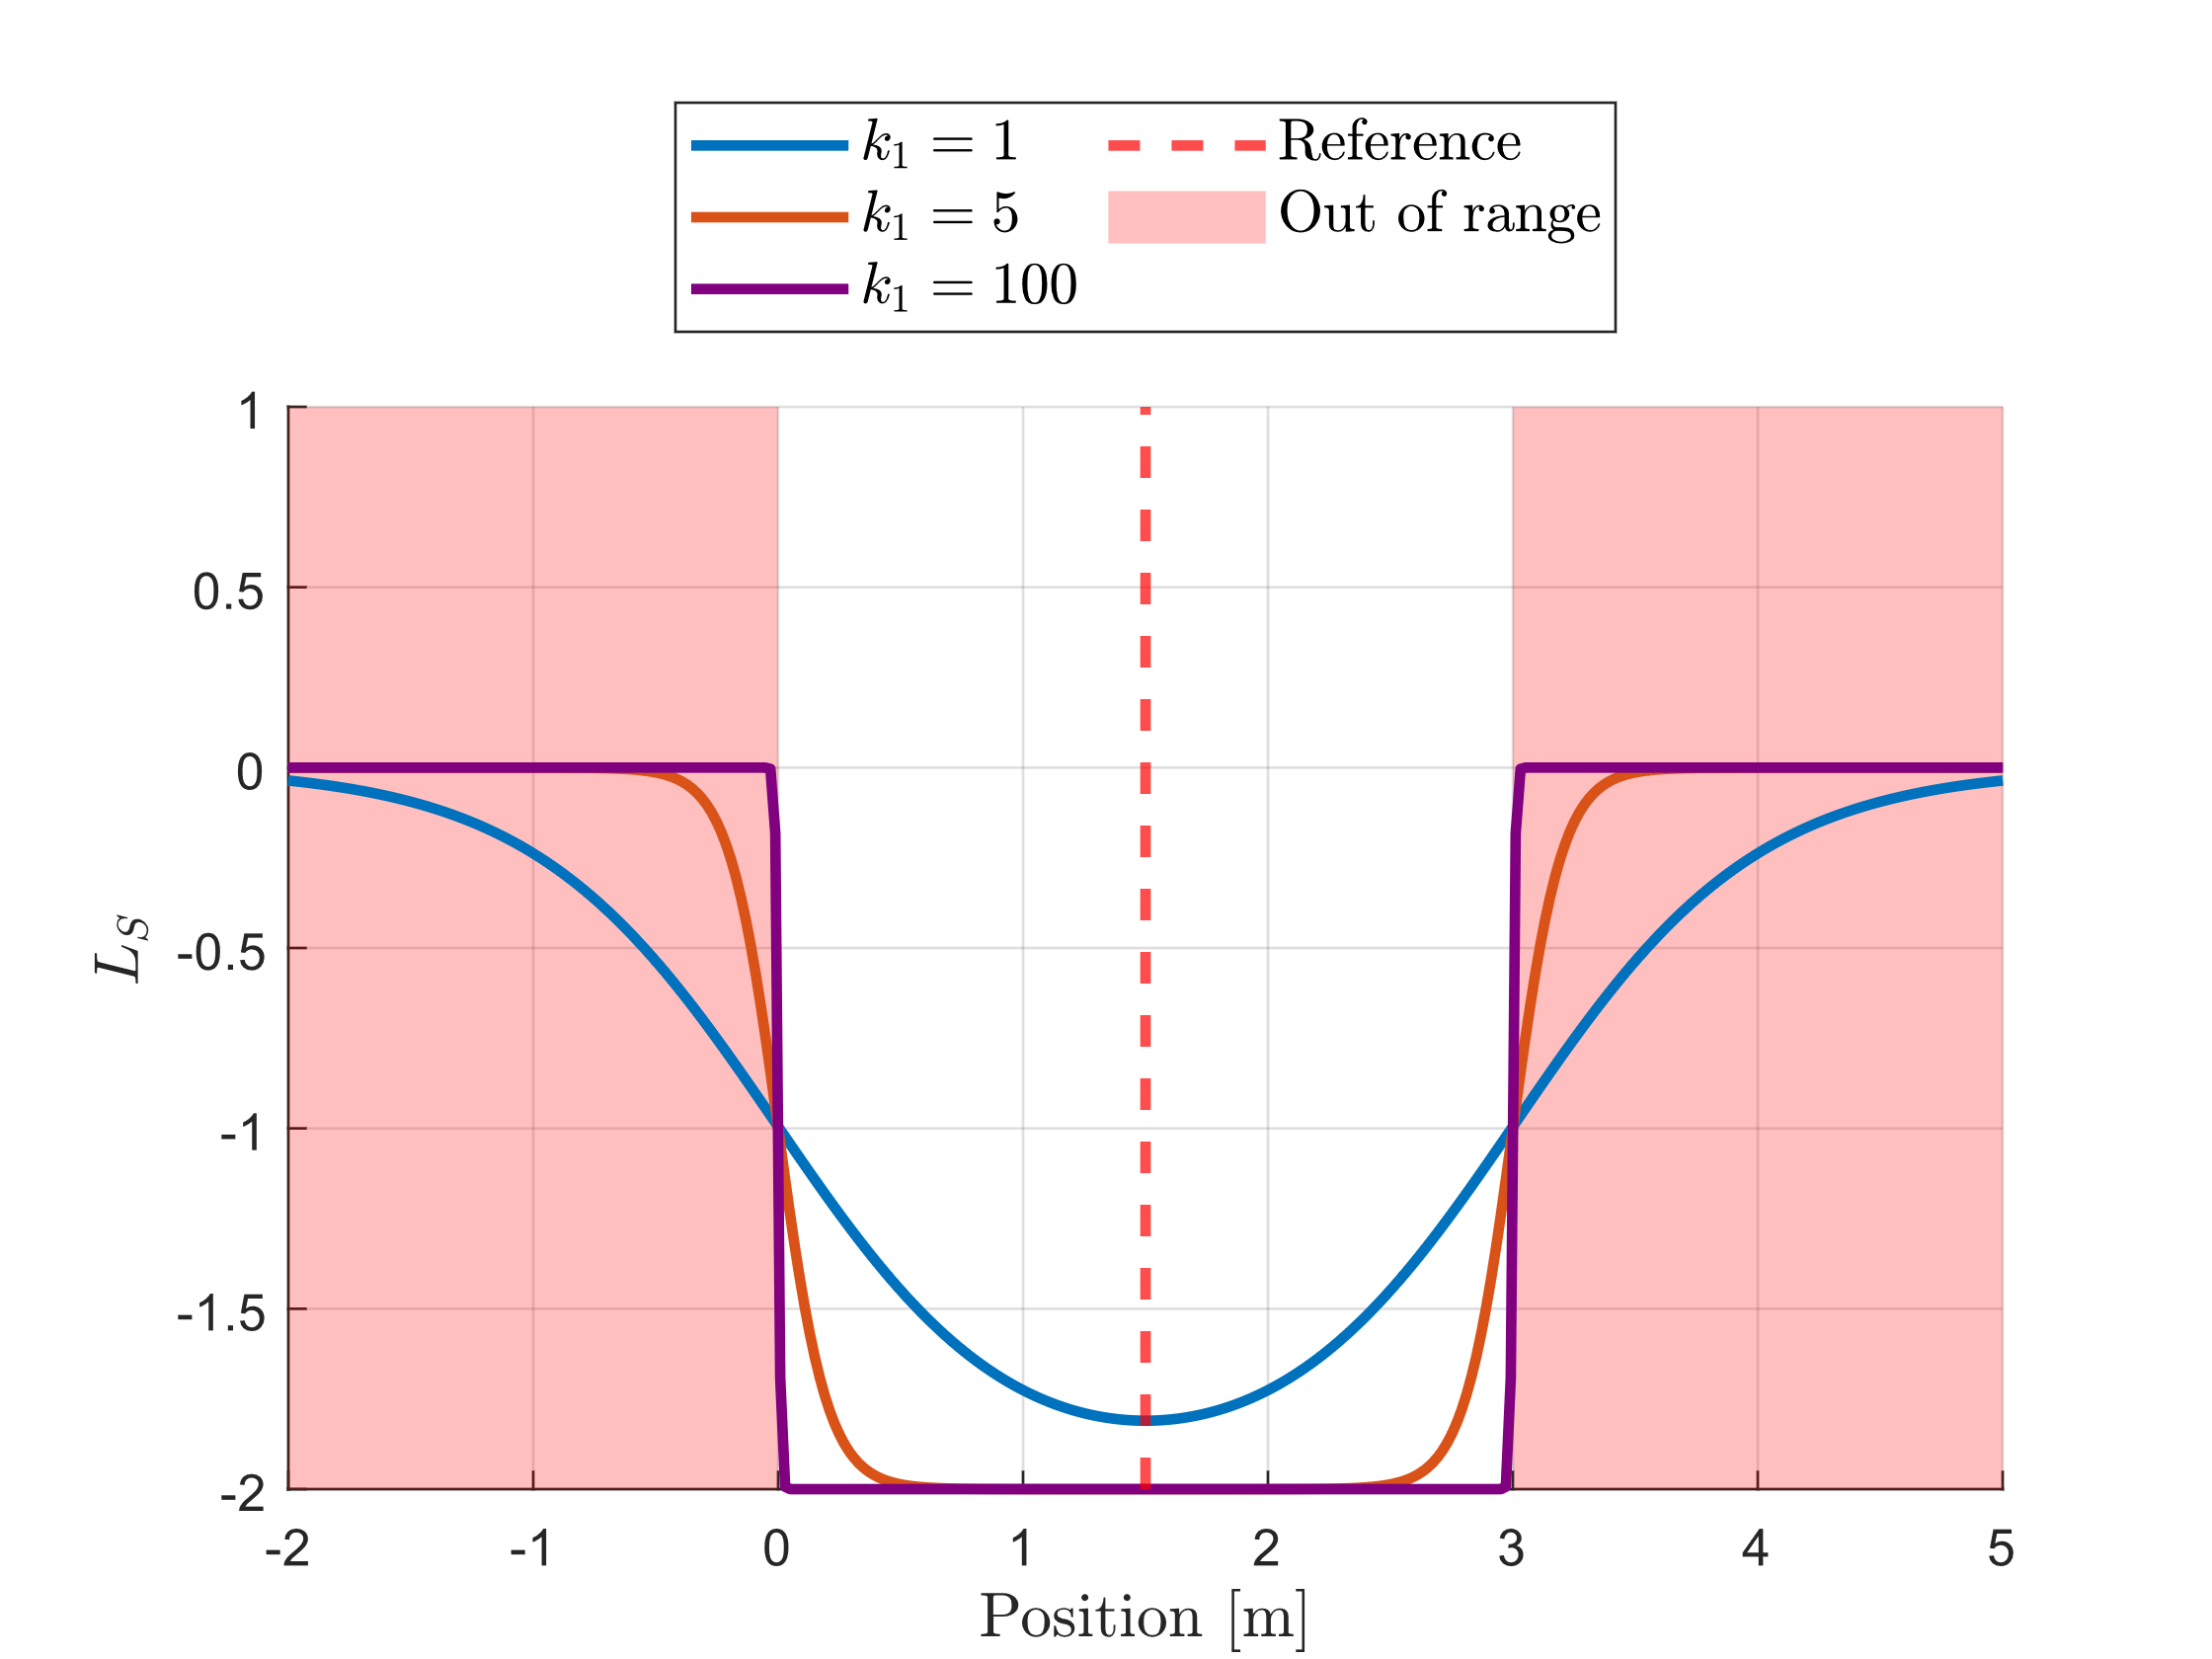 k₁ = 1
k₁ = 5
k₁ = 100
Reference
Out of range
1
0.5
0
-0.5
-1
-1.5
-2
L_S
-2 -1 0 1 2 3 4 5
Position [m]